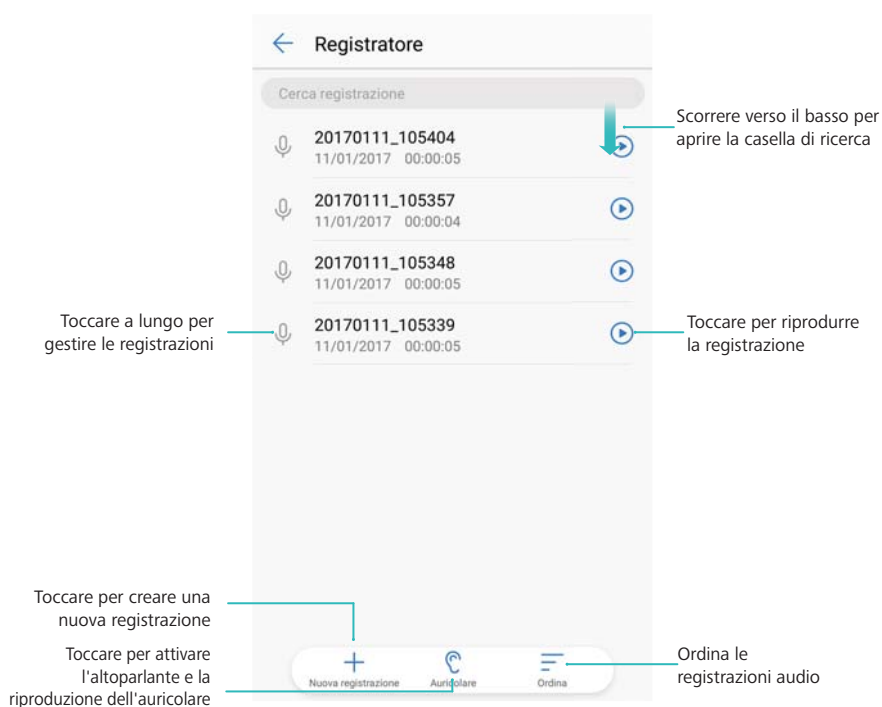 Registratore
Cerca registrazione
Scorrere verso il basso per
aprire la casella di ricerca
20170111_105404
11/01/2017 00:00:05
20170111_105357
11/01/2017 00:00:04
20170111_105348
11/01/2017 00:00:05
Toccare a lungo per
gestire le registrazioni
20170111_105339
11/01/2017 00:00:05
Toccare per riprodurre
la registrazione
Toccare per creare una
nuova registrazione
Toccare per attivare
l'altoparlante e la
riproduzione dell'auricolare
Nuova registrazione
Auricolare
Ordina
Ordina le
registrazioni audio